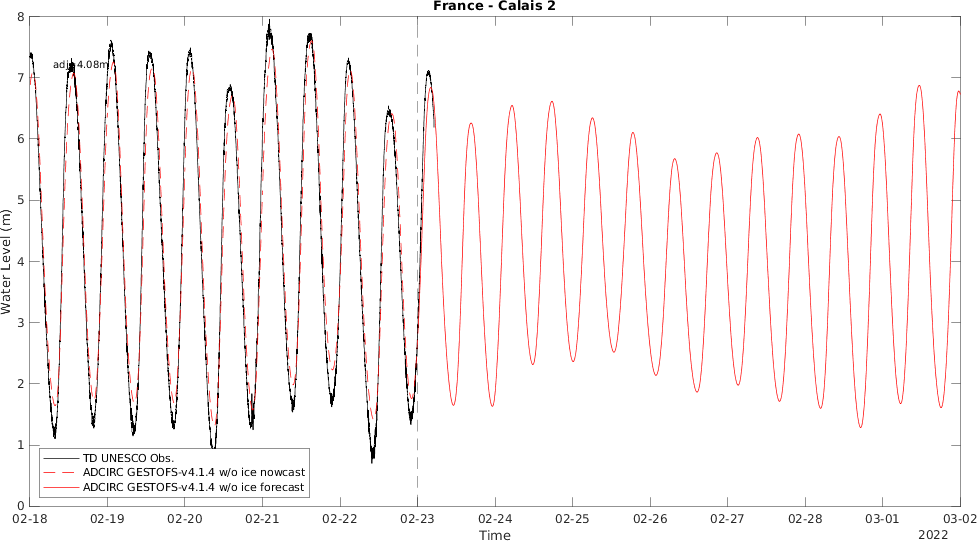 France - Calais 2
8
adj: 4.08m
7
6
5
4
3
2
1
0
Water Level (m)
TD UNESCO Obs.
ADCIRC GESTOFS-v4.1.4 w/o ice nowcast
ADCIRC GESTOFS-v4.1.4 w/o ice forecast
02-18 02-19 02-20 02-21 02-22 02-23 02-24 02-25 02-26 02-27 02-28 03-01 03-02
Time
2022